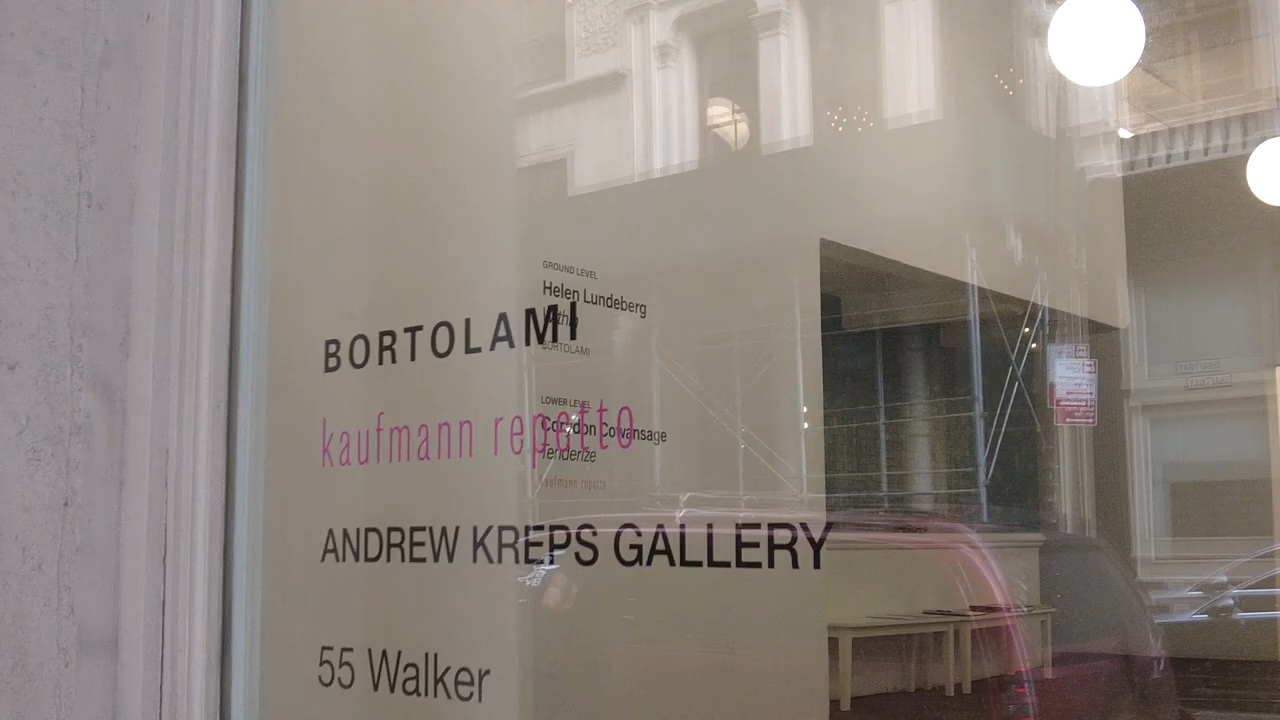 BORTOLAMI
kaufmann repetto
ANDREW KREPS GALLERY
55 Walker
GROUND LEVEL
Helen Lundeberg
BORTOLAMI
LOWER LEVEL
Corydon Cowansage
Tenderize
kaufmann repetto